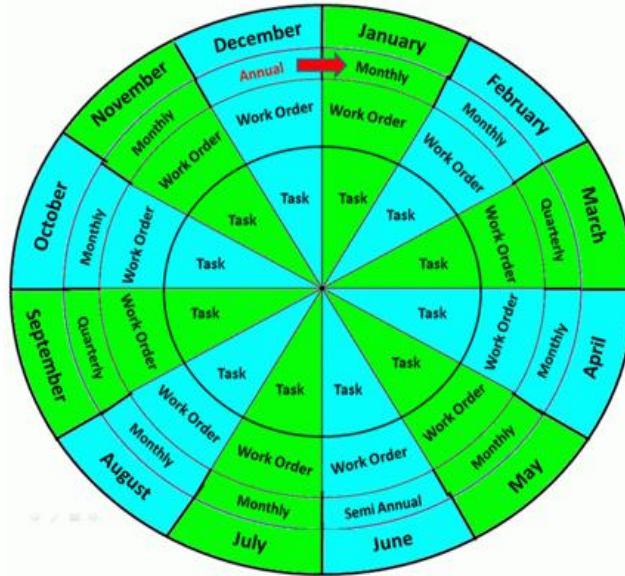 January
Monthly
Work Order
Task
February
Monthly
Work Order
Task
March
Quarterly
Work Order
Task
April
Monthly
Work Order
Task
May
Monthly
Work Order
Task
June
Semi Annual
Work Order
Task
July
Monthly
Work Order
Task
August
Monthly
Work Order
Task
September
Quarterly
Work Order
Task
October
Monthly
Work Order
Task
November
Monthly
Work Order
Task
December
Annual
Work Order
Task